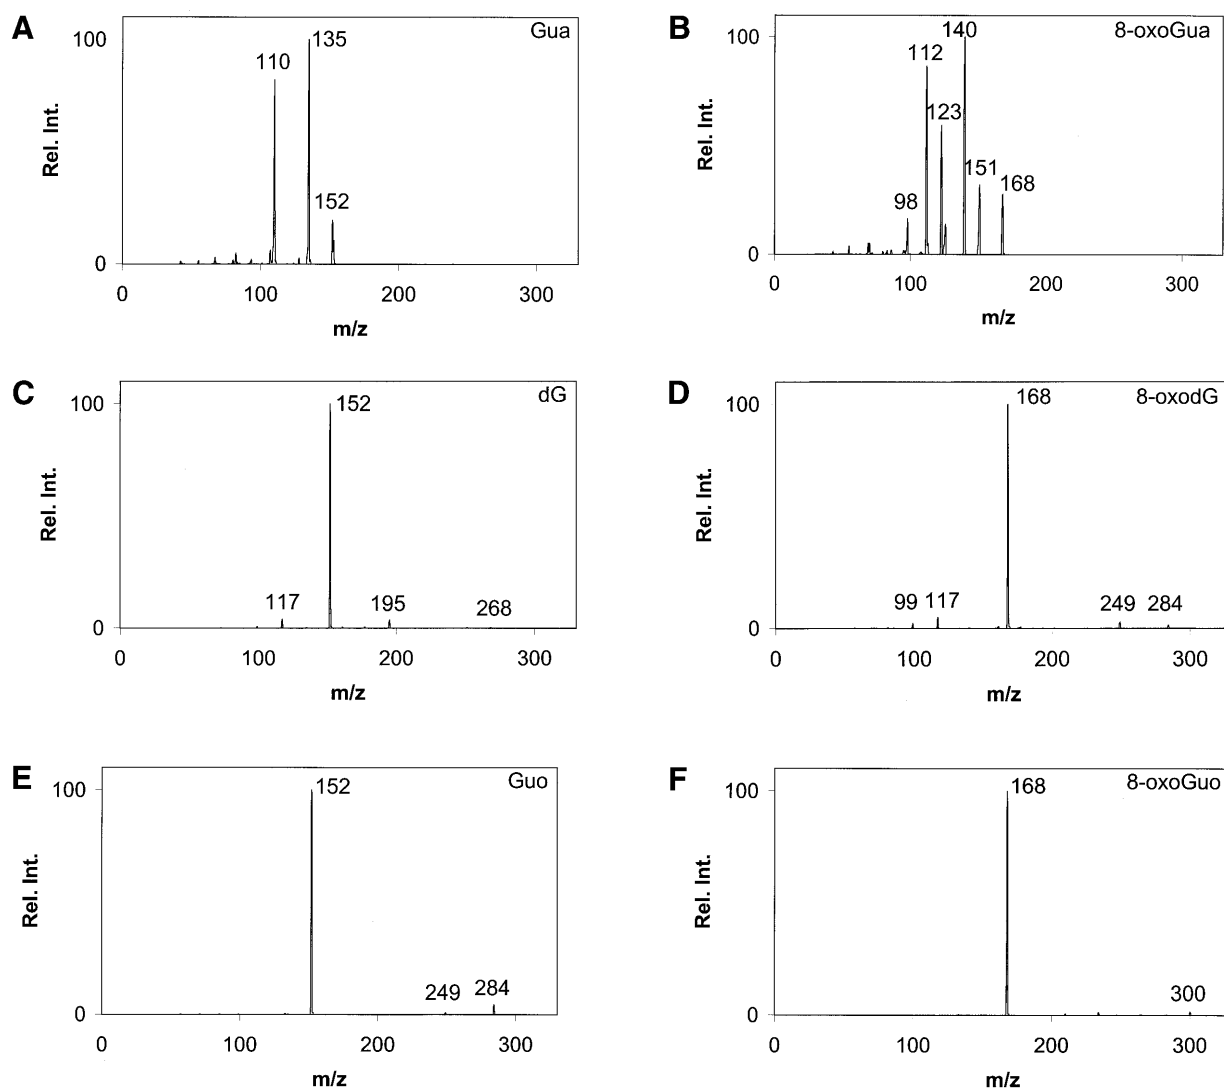 A
Gua
100
135
110
152
Rel. Int.
0
0
100
200
300
m/z
B
8-oxoGua
100
140
112
123
151
168
98
Rel. Int.
0
0
100
200
300
m/z
C
dG
100
152
117
195
268
Rel. Int.
0
0
100
200
300
m/z
D
8-oxodG
100
168
99
117
249
284
Rel. Int.
0
0
100
200
300
m/z
E
Guo
100
152
249
284
Rel. Int.
0
0
100
200
300
m/z
F
8-oxoGuo
100
168
300
Rel. Int.
0
0
100
200
300
m/z